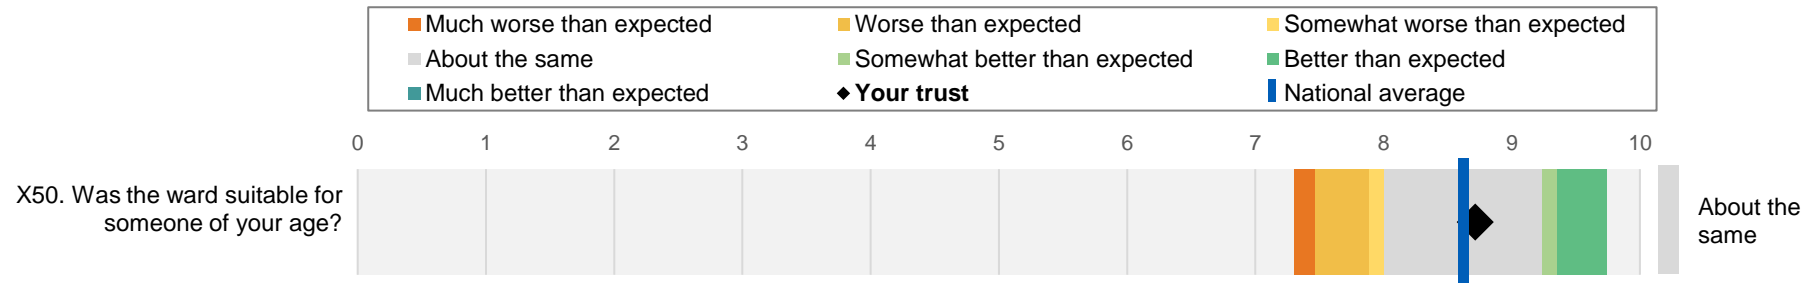 Much worse than expected
Worse than expected
Somewhat worse than expected
About the same
Somewhat better than expected
Better than expected
Much better than expected
Your trust
National average
0 1 2 3 4 5 6 7 8 9 10
X50. Was the ward suitable for
someone of your age?
About the
same